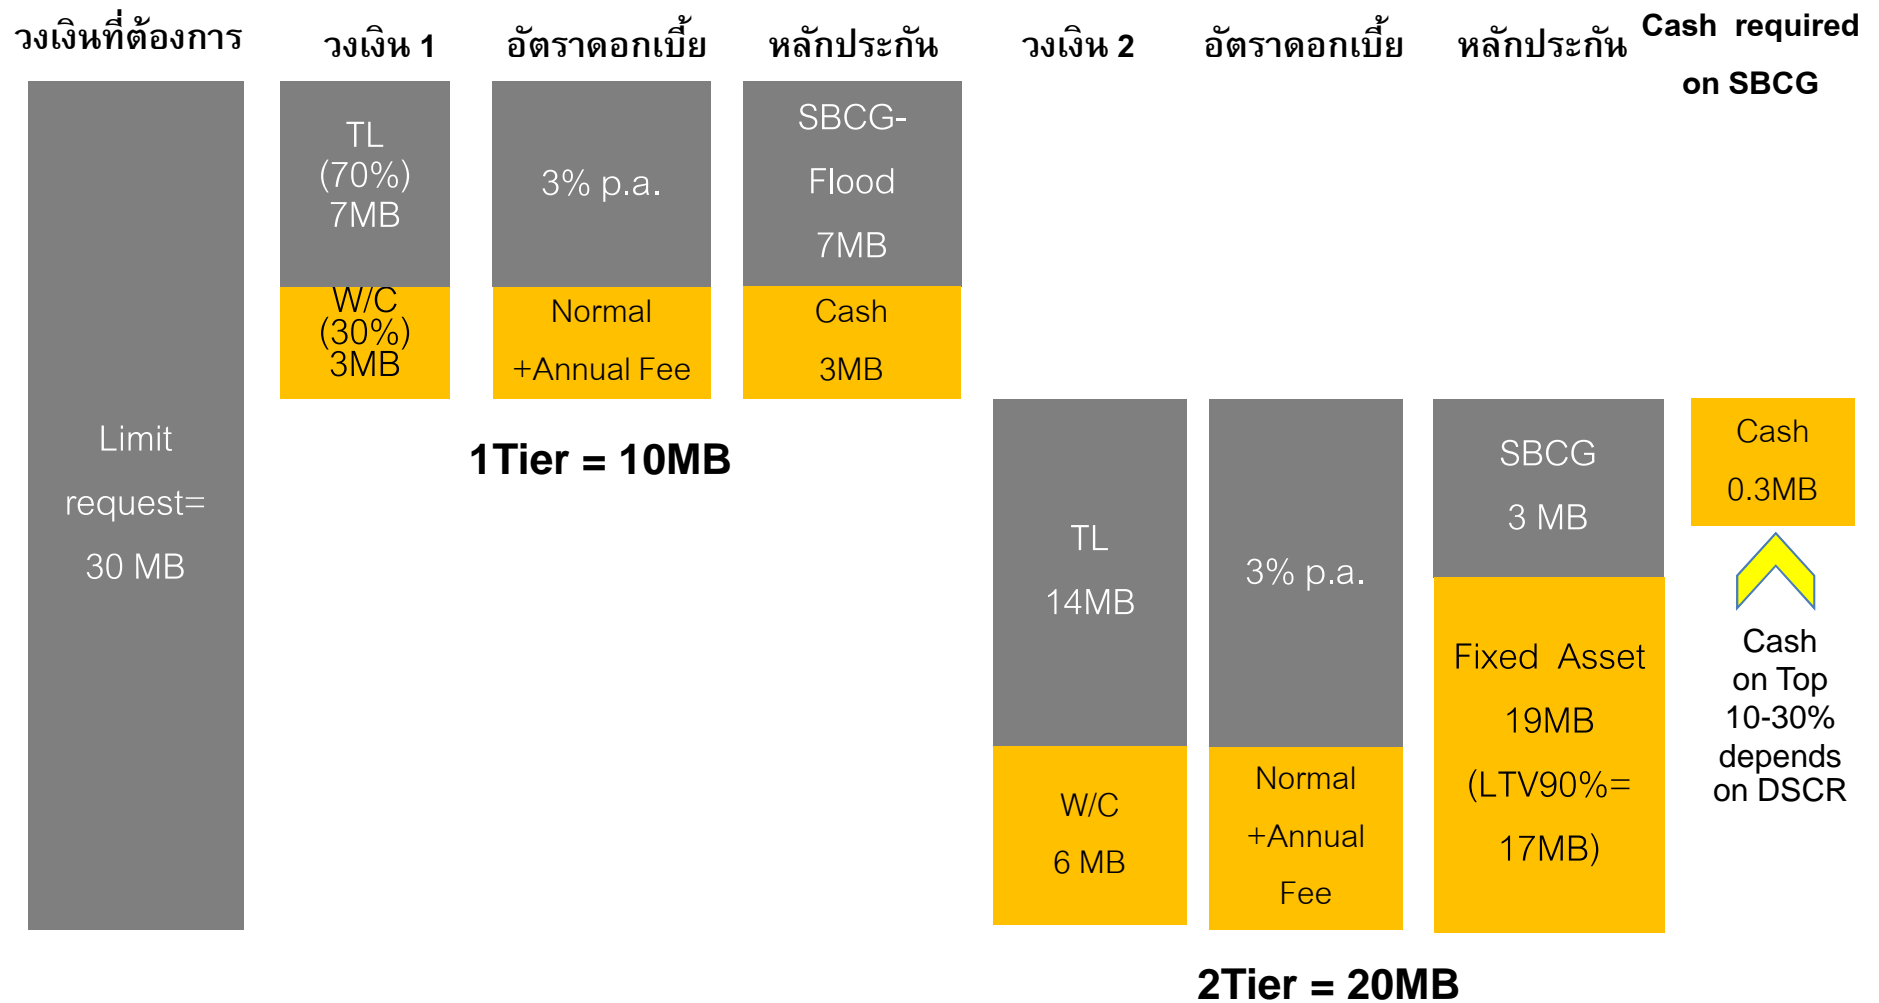 วงเงินที่ต้องการ
วงเงิน 1
อัตราดอกเบี้ย
หลักประกัน
วงเงิน 2
อัตราดอกเบี้ย
หลักประกัน
Cash required
on SBCG
Limit
request=
30 MB
TL
(70%)
7MB
W/C
(30%)
3MB
3% p.a.
Normal
+Annual Fee
SBCG-
Flood
7MB
Cash
3MB
1Tier = 10MB
TL
14MB
W/C
6 MB
3% p.a.
Normal
+Annual
Fee
SBCG
3 MB
Fixed Asset
19MB
(LTV90%=
17MB)
Cash
0.3MB
Cash
on Top
10-30%
depends
on DSCR
2Tier = 20MB